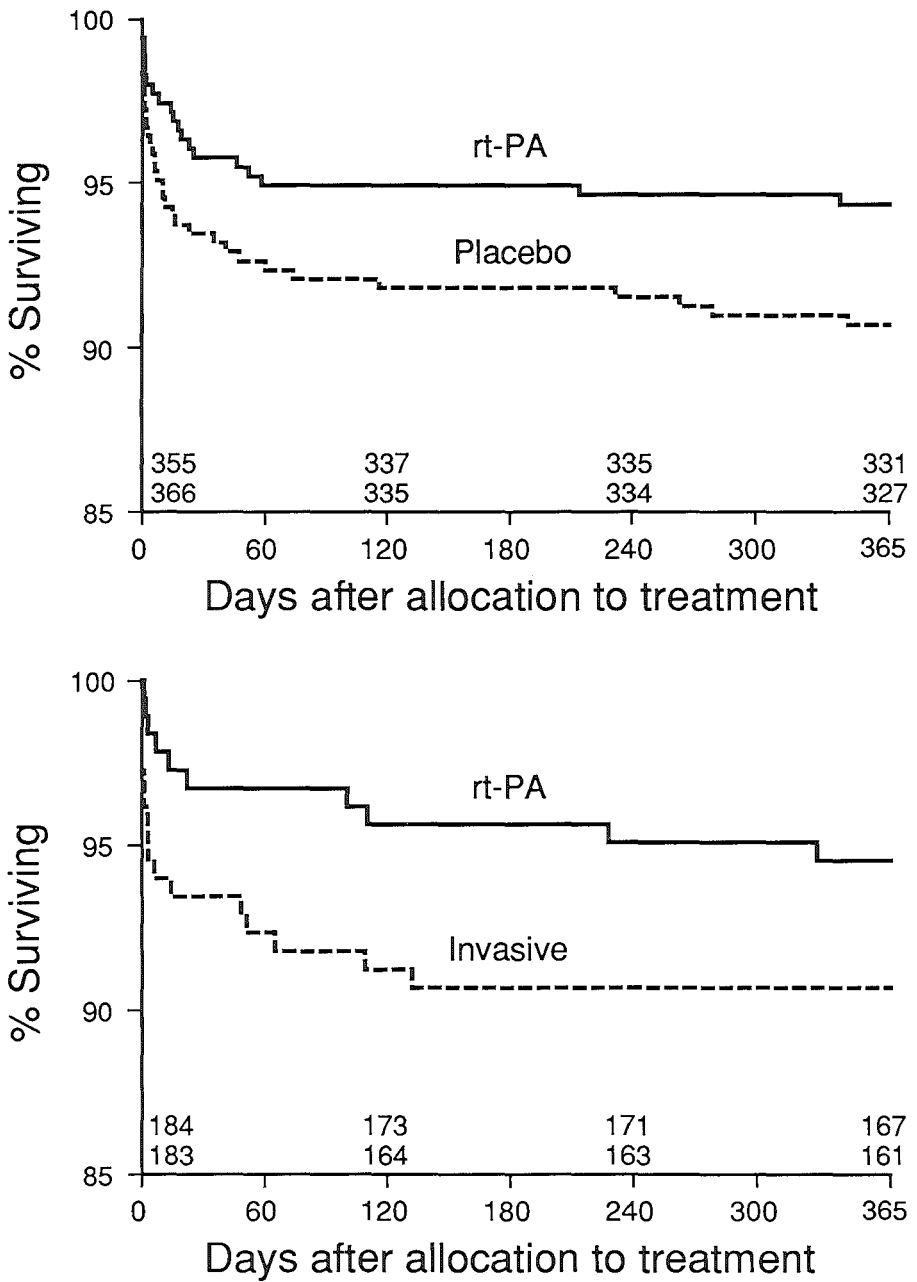 100
rt-PA
95
Placebo
% Surviving
90
355 337 335 331
366 335 334 327
85
0 60 120 180 240 300 365
Days after allocation to treatment
100
rt-PA
95
Invasive
% Surviving
90
184 173 171 167
183 164 163 161
85
0 60 120 180 240 300 365
Days after allocation to treatment